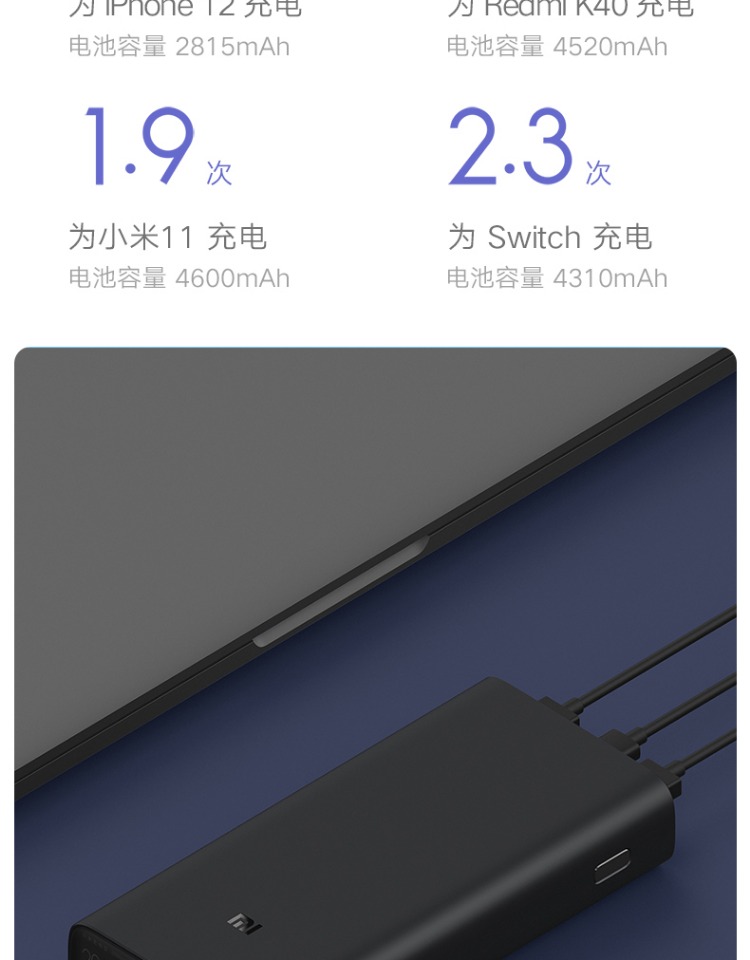 为 iPhone 12 充电
为 Redmi K40 充电
电池容量 2815mAh
电池容量 4520mAh
1.9 次
2.3 次
为小米11 充电
为 Switch 充电
电池容量 4600mAh
电池容量 4310mAh